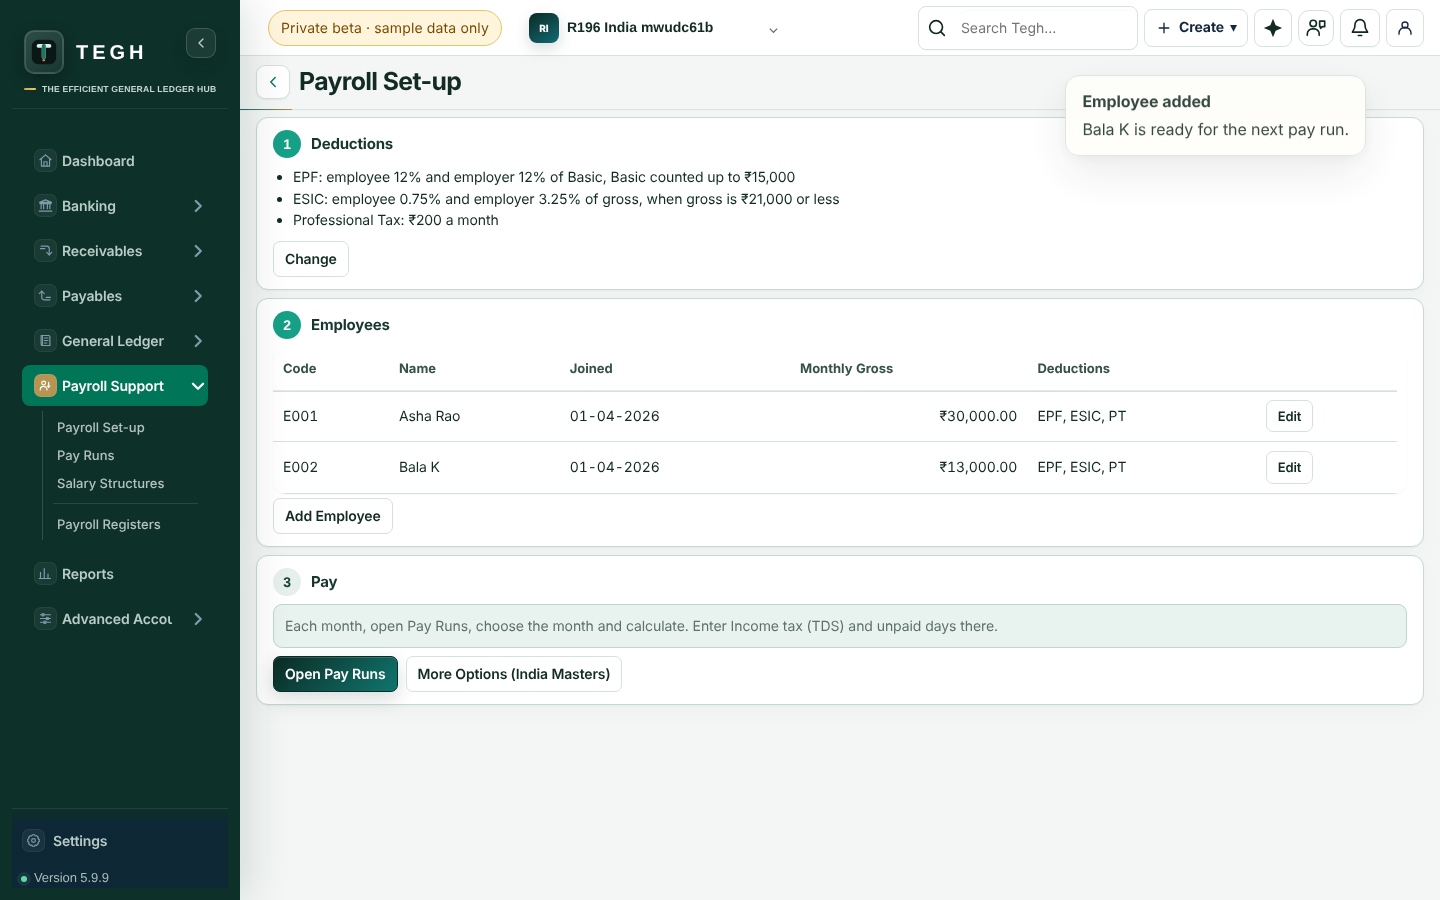 TEGH
THE EFFICIENT GENERAL LEDGER HUB
Dashboard
Banking
Receivables
Payables
General Ledger
Payroll Support
Payroll Set-up
Pay Runs
Salary Structures
Payroll Registers
Reports
Advanced Accou
Settings
Version 5.9.9
Private beta · sample data only
RI R196 India mwudc61b
Search Tegh...
+ Create ▾
Payroll Set-up
Employee added
Bala K is ready for the next pay run.
1 Deductions
• EPF: employee 12% and employer 12% of Basic, Basic counted up to ₹15,000
• ESIC: employee 0.75% and employer 3.25% of gross, when gross is ₹21,000 or less
• Professional Tax: ₹200 a month
Change
2 Employees
Code Name Joined Monthly Gross Deductions
E001 Asha Rao 01-04-2026 ₹30,000.00 EPF, ESIC, PT Edit
E002 Bala K 01-04-2026 ₹13,000.00 EPF, ESIC, PT Edit
Add Employee
3 Pay
Each month, open Pay Runs, choose the month and calculate. Enter Income tax (TDS) and unpaid days there.
Open Pay Runs More Options (India Masters)